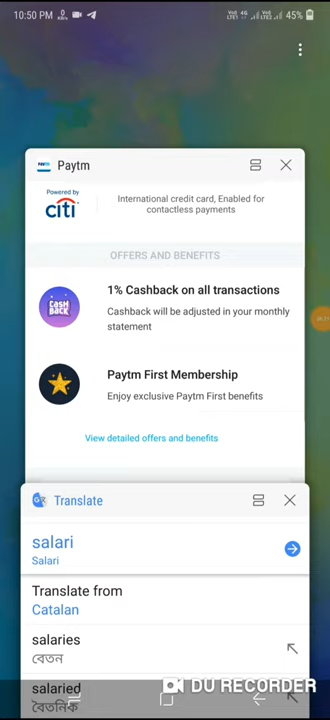 10:50 PM
45%
Paytm
Powered by
citi
International credit card, Enabled for
contactless payments
OFFERS AND BENEFITS
CASH
BACK
1% Cashback on all transactions
Cashback will be adjusted in your monthly
statement
Paytm First Membership
Enjoy exclusive Paytm First benefits
View detailed offers and benefits
Translate
salari
Salari
Translate from
Catalan
salaries
বেতন
salaried
বৈতনিক
DU RECORDER